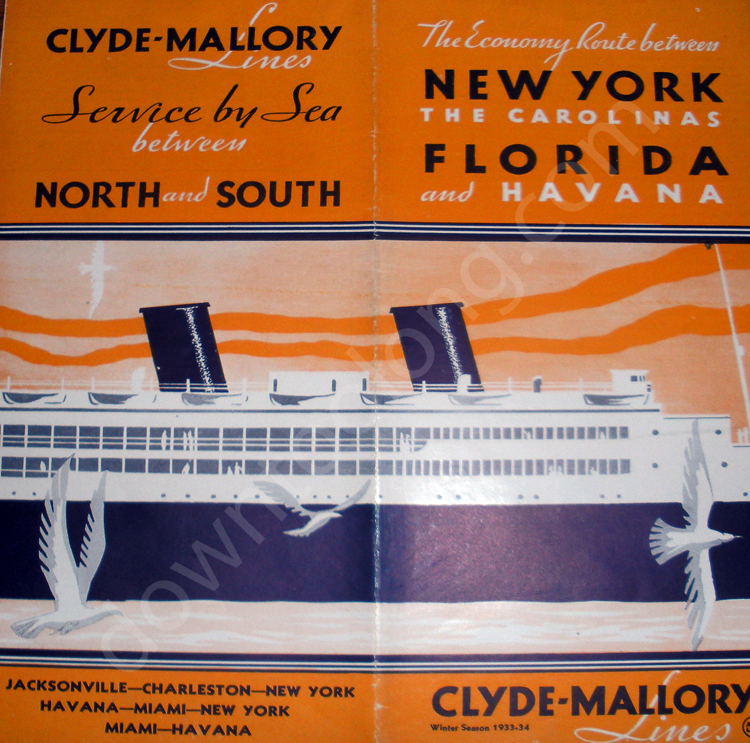 CLYDE-MALLORY
Lines
Service by Sea
between
NORTH and SOUTH
JACKSONVILLE—CHARLESTON—NEW YORK
HAVANA—MIAMI—NEW YORK
MIAMI—HAVANA
The Economy Route between
NEW YORK
THE CAROLINAS
FLORIDA
and HAVANA
CLYDE-MALLORY
Winter Season 1933-34
Lines
downthelong.com